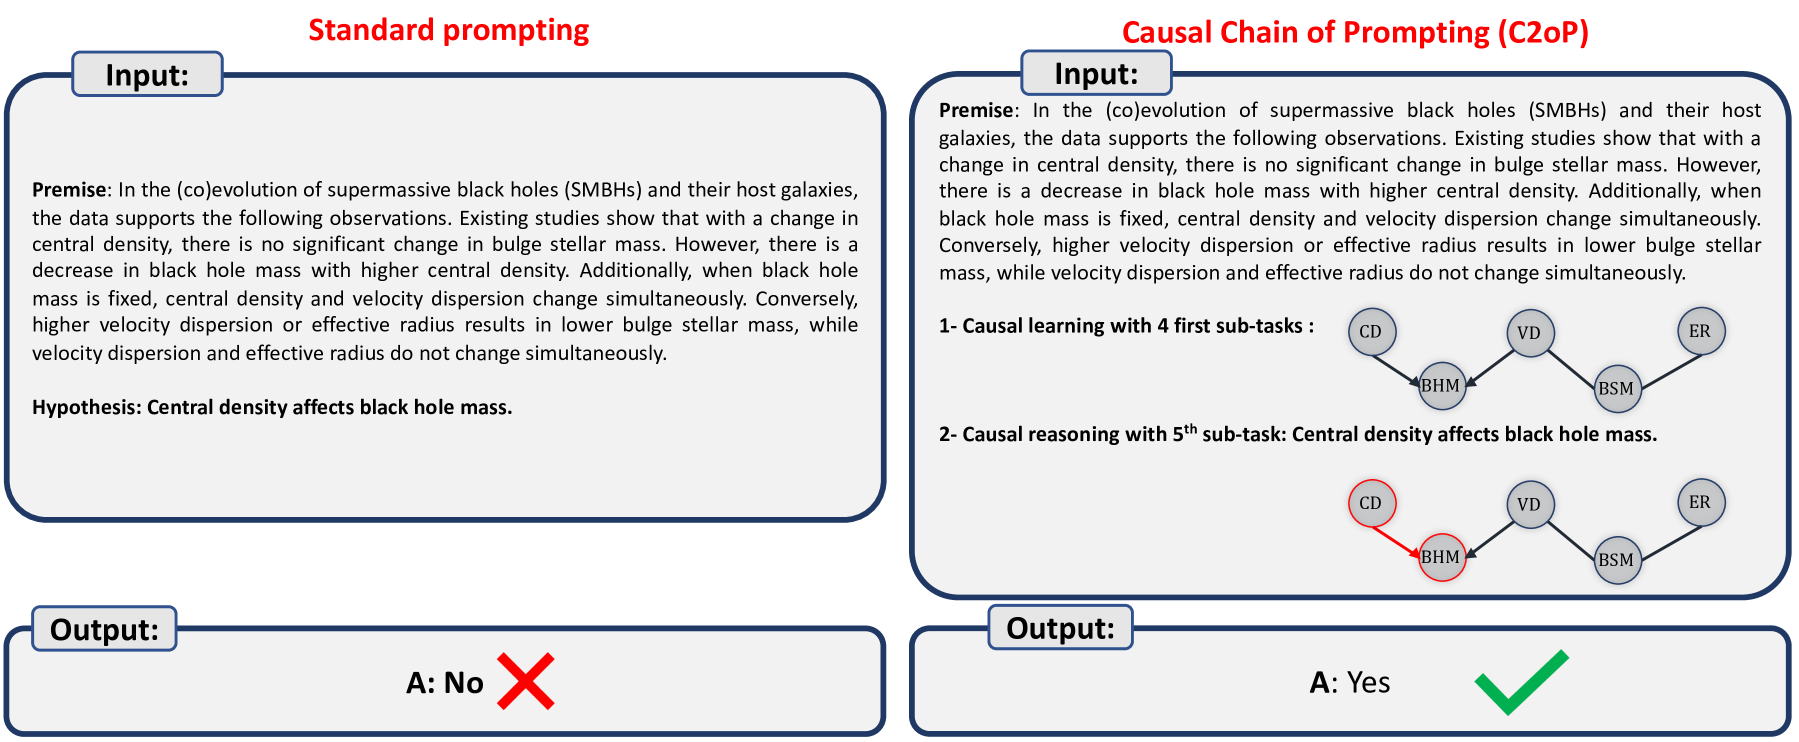 Standard prompting
Input:
Premise: In the (co)evolution of supermassive black holes (SMBHs) and their host galaxies,
the data supports the following observations. Existing studies show that with a change in
central density, there is no significant change in bulge stellar mass. However, there is a
decrease in black hole mass with higher central density. Additionally, when black hole
mass is fixed, central density and velocity dispersion change simultaneously. Conversely,
higher velocity dispersion or effective radius results in lower bulge stellar mass, while
velocity dispersion and effective radius do not change simultaneously.
Hypothesis: Central density affects black hole mass.
Output:
A: No
Causal Chain of Prompting (C2oP)
Input:
Premise: In the (co)evolution of supermassive black holes (SMBHs) and their host
galaxies, the data supports the following observations. Existing studies show that with a
change in central density, there is no significant change in bulge stellar mass. However,
there is a decrease in black hole mass with higher central density. Additionally, when
black hole mass is fixed, central density and velocity dispersion change simultaneously.
Conversely, higher velocity dispersion or effective radius results in lower bulge stellar
mass, while velocity dispersion and effective radius do not change simultaneously.
1- Causal learning with 4 first sub-tasks :
CD
VD
ER
BHM
BSM
2- Causal reasoning with 5th sub-task: Central density affects black hole mass.
CD
VD
ER
BHM
BSM
Output:
A: Yes